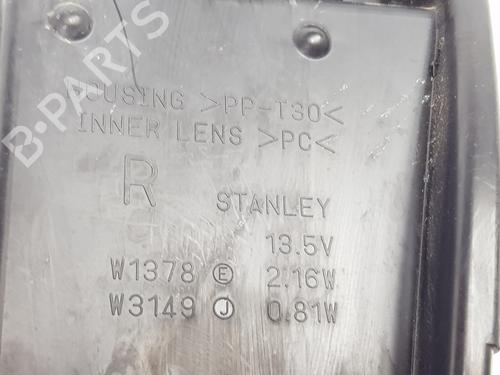 B-PARTS
HOUSING >PP-T30<
INNER LENS >PC<
R
STANLEY
13.5V
W1378 Ⓔ 2.16W
W3149 Ⓙ 0.81W